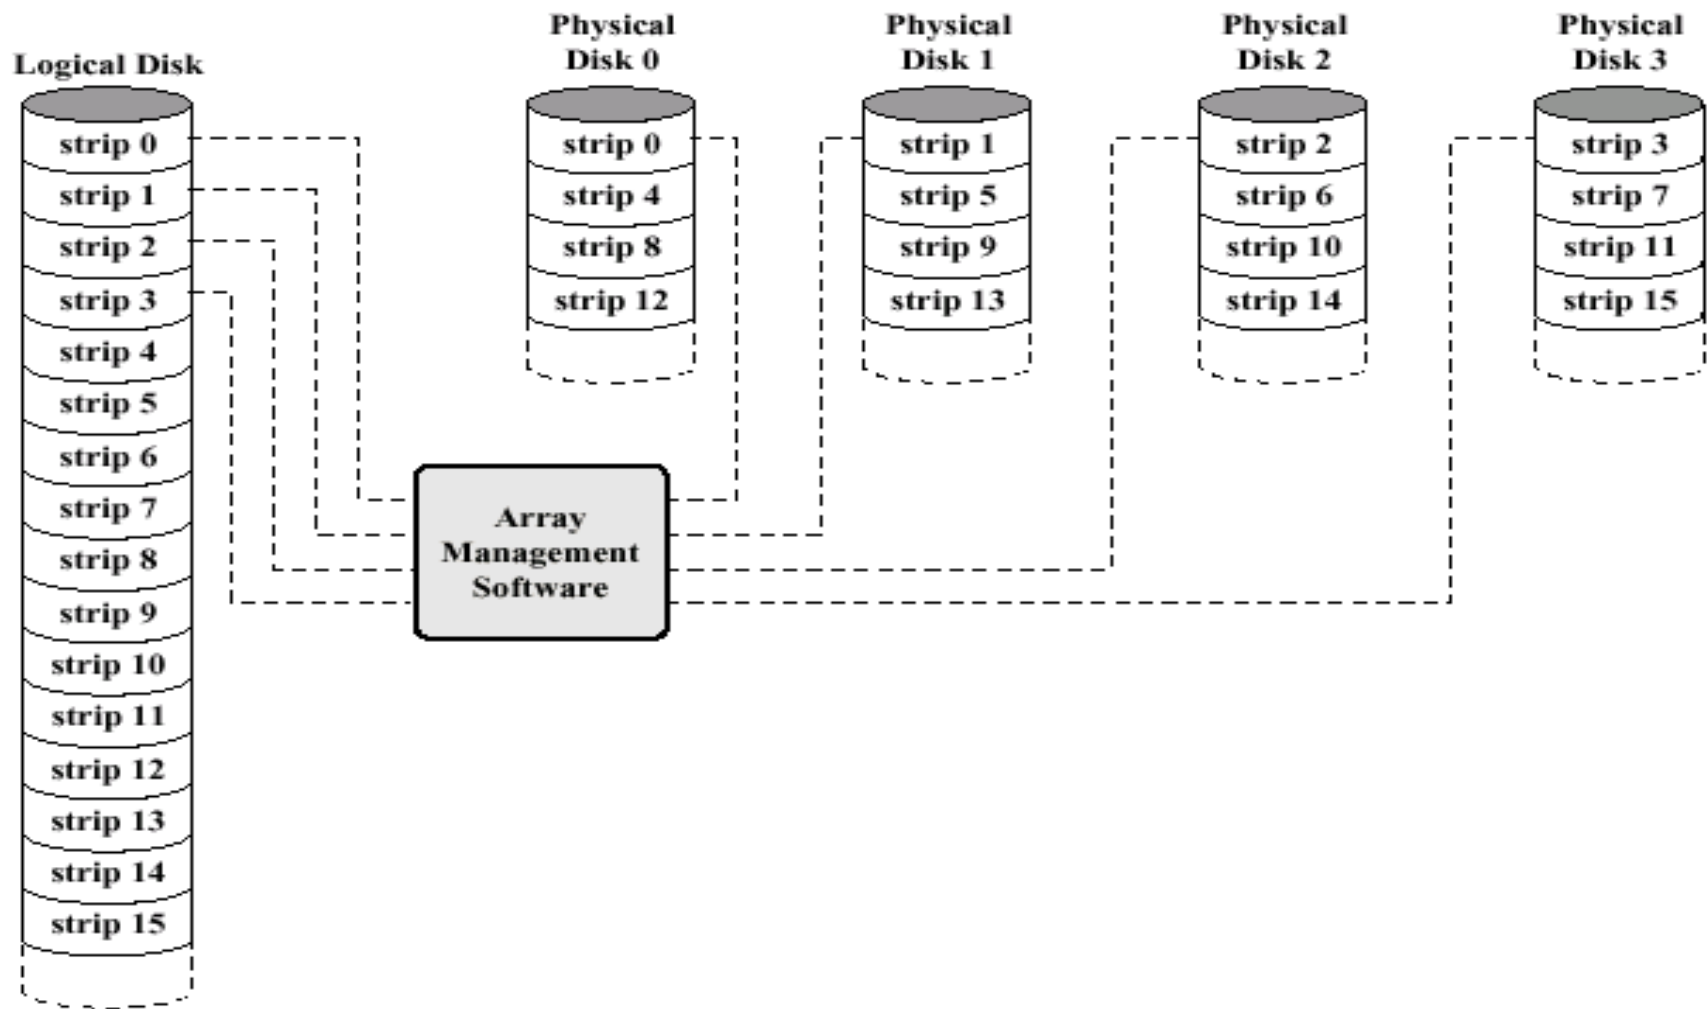 Logical Disk
strip 0
strip 1
strip 2
strip 3
strip 4
strip 5
strip 6
strip 7
strip 8
strip 9
strip 10
strip 11
strip 12
strip 13
strip 14
strip 15
Physical
Disk 0
strip 0
strip 4
strip 8
strip 12
Physical
Disk 1
strip 1
strip 5
strip 9
strip 13
Physical
Disk 2
strip 2
strip 6
strip 10
strip 14
Physical
Disk 3
strip 3
strip 7
strip 11
strip 15
Array
Management
Software